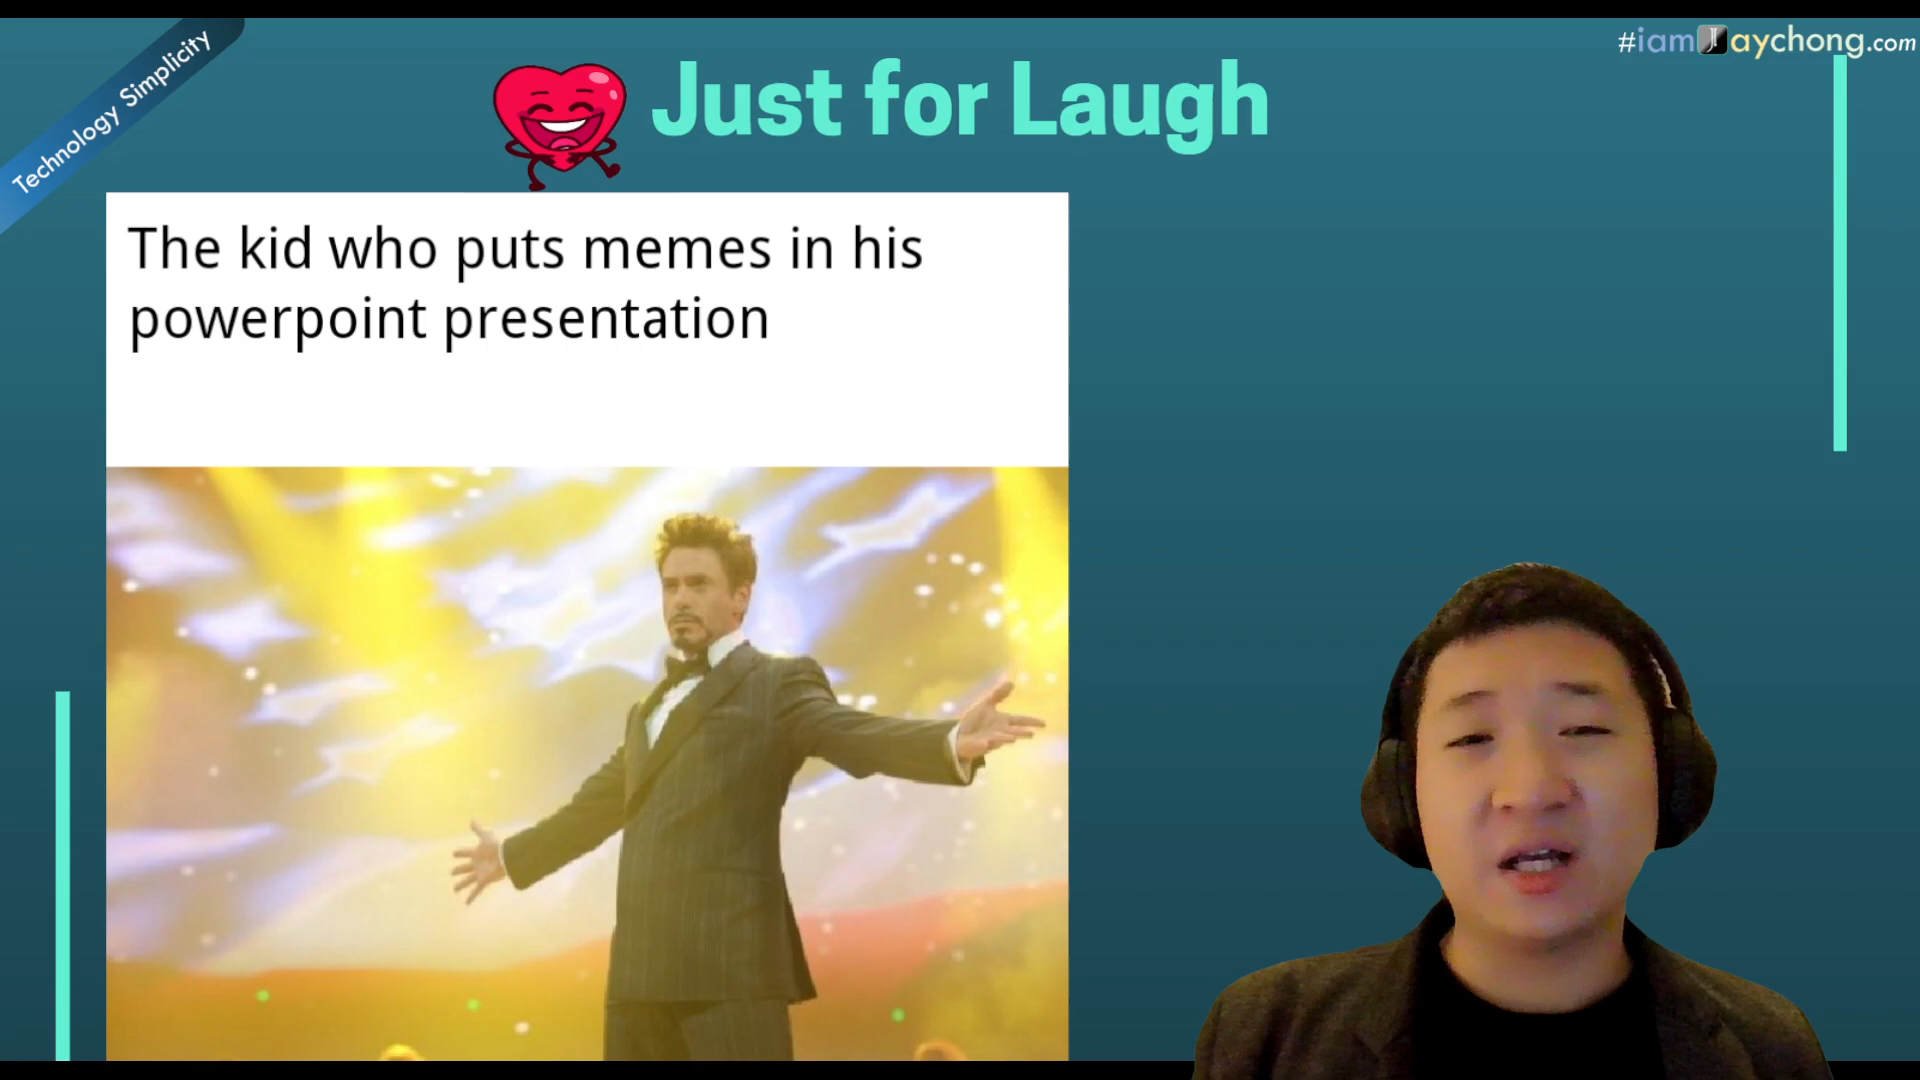 Technology Simplicity
#iamJaychong.com
Just for Laugh
The kid who puts memes in his
powerpoint presentation